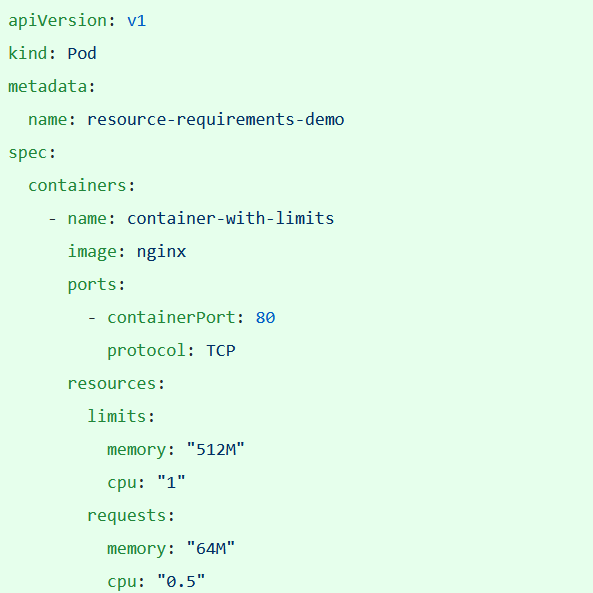 apiVersion: v1
kind: Pod
metadata:
  name: resource-requirements-demo
spec:
  containers:
    - name: container-with-limits
      image: nginx
      ports:
        - containerPort: 80
          protocol: TCP
      resources:
        limits:
          memory: "512M"
          cpu: "1"
        requests:
          memory: "64M"
          cpu: "0.5"